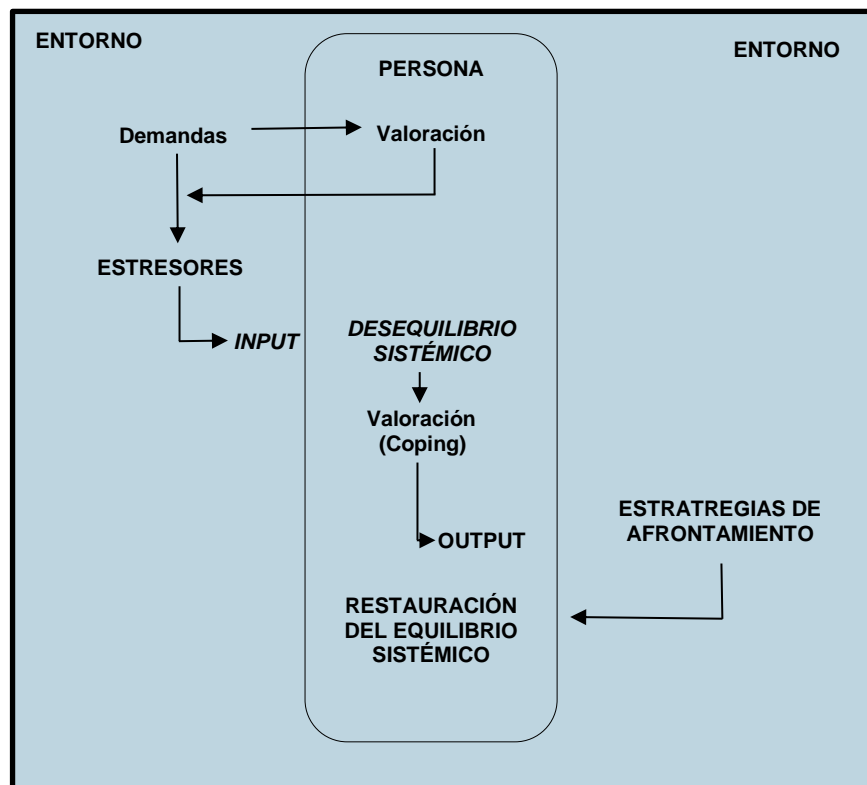 ENTORNO
ENTORNO
PERSONA
Demandas
Valoración
ESTRESORES
INPUT
DESEQUILIBRIO
SISTÉMICO
Valoración
(Coping)
OUTPUT
ESTRATREGIAS DE
AFRONTAMIENTO
RESTAURACIÓN
DEL EQUILIBRIO
SISTÉMICO